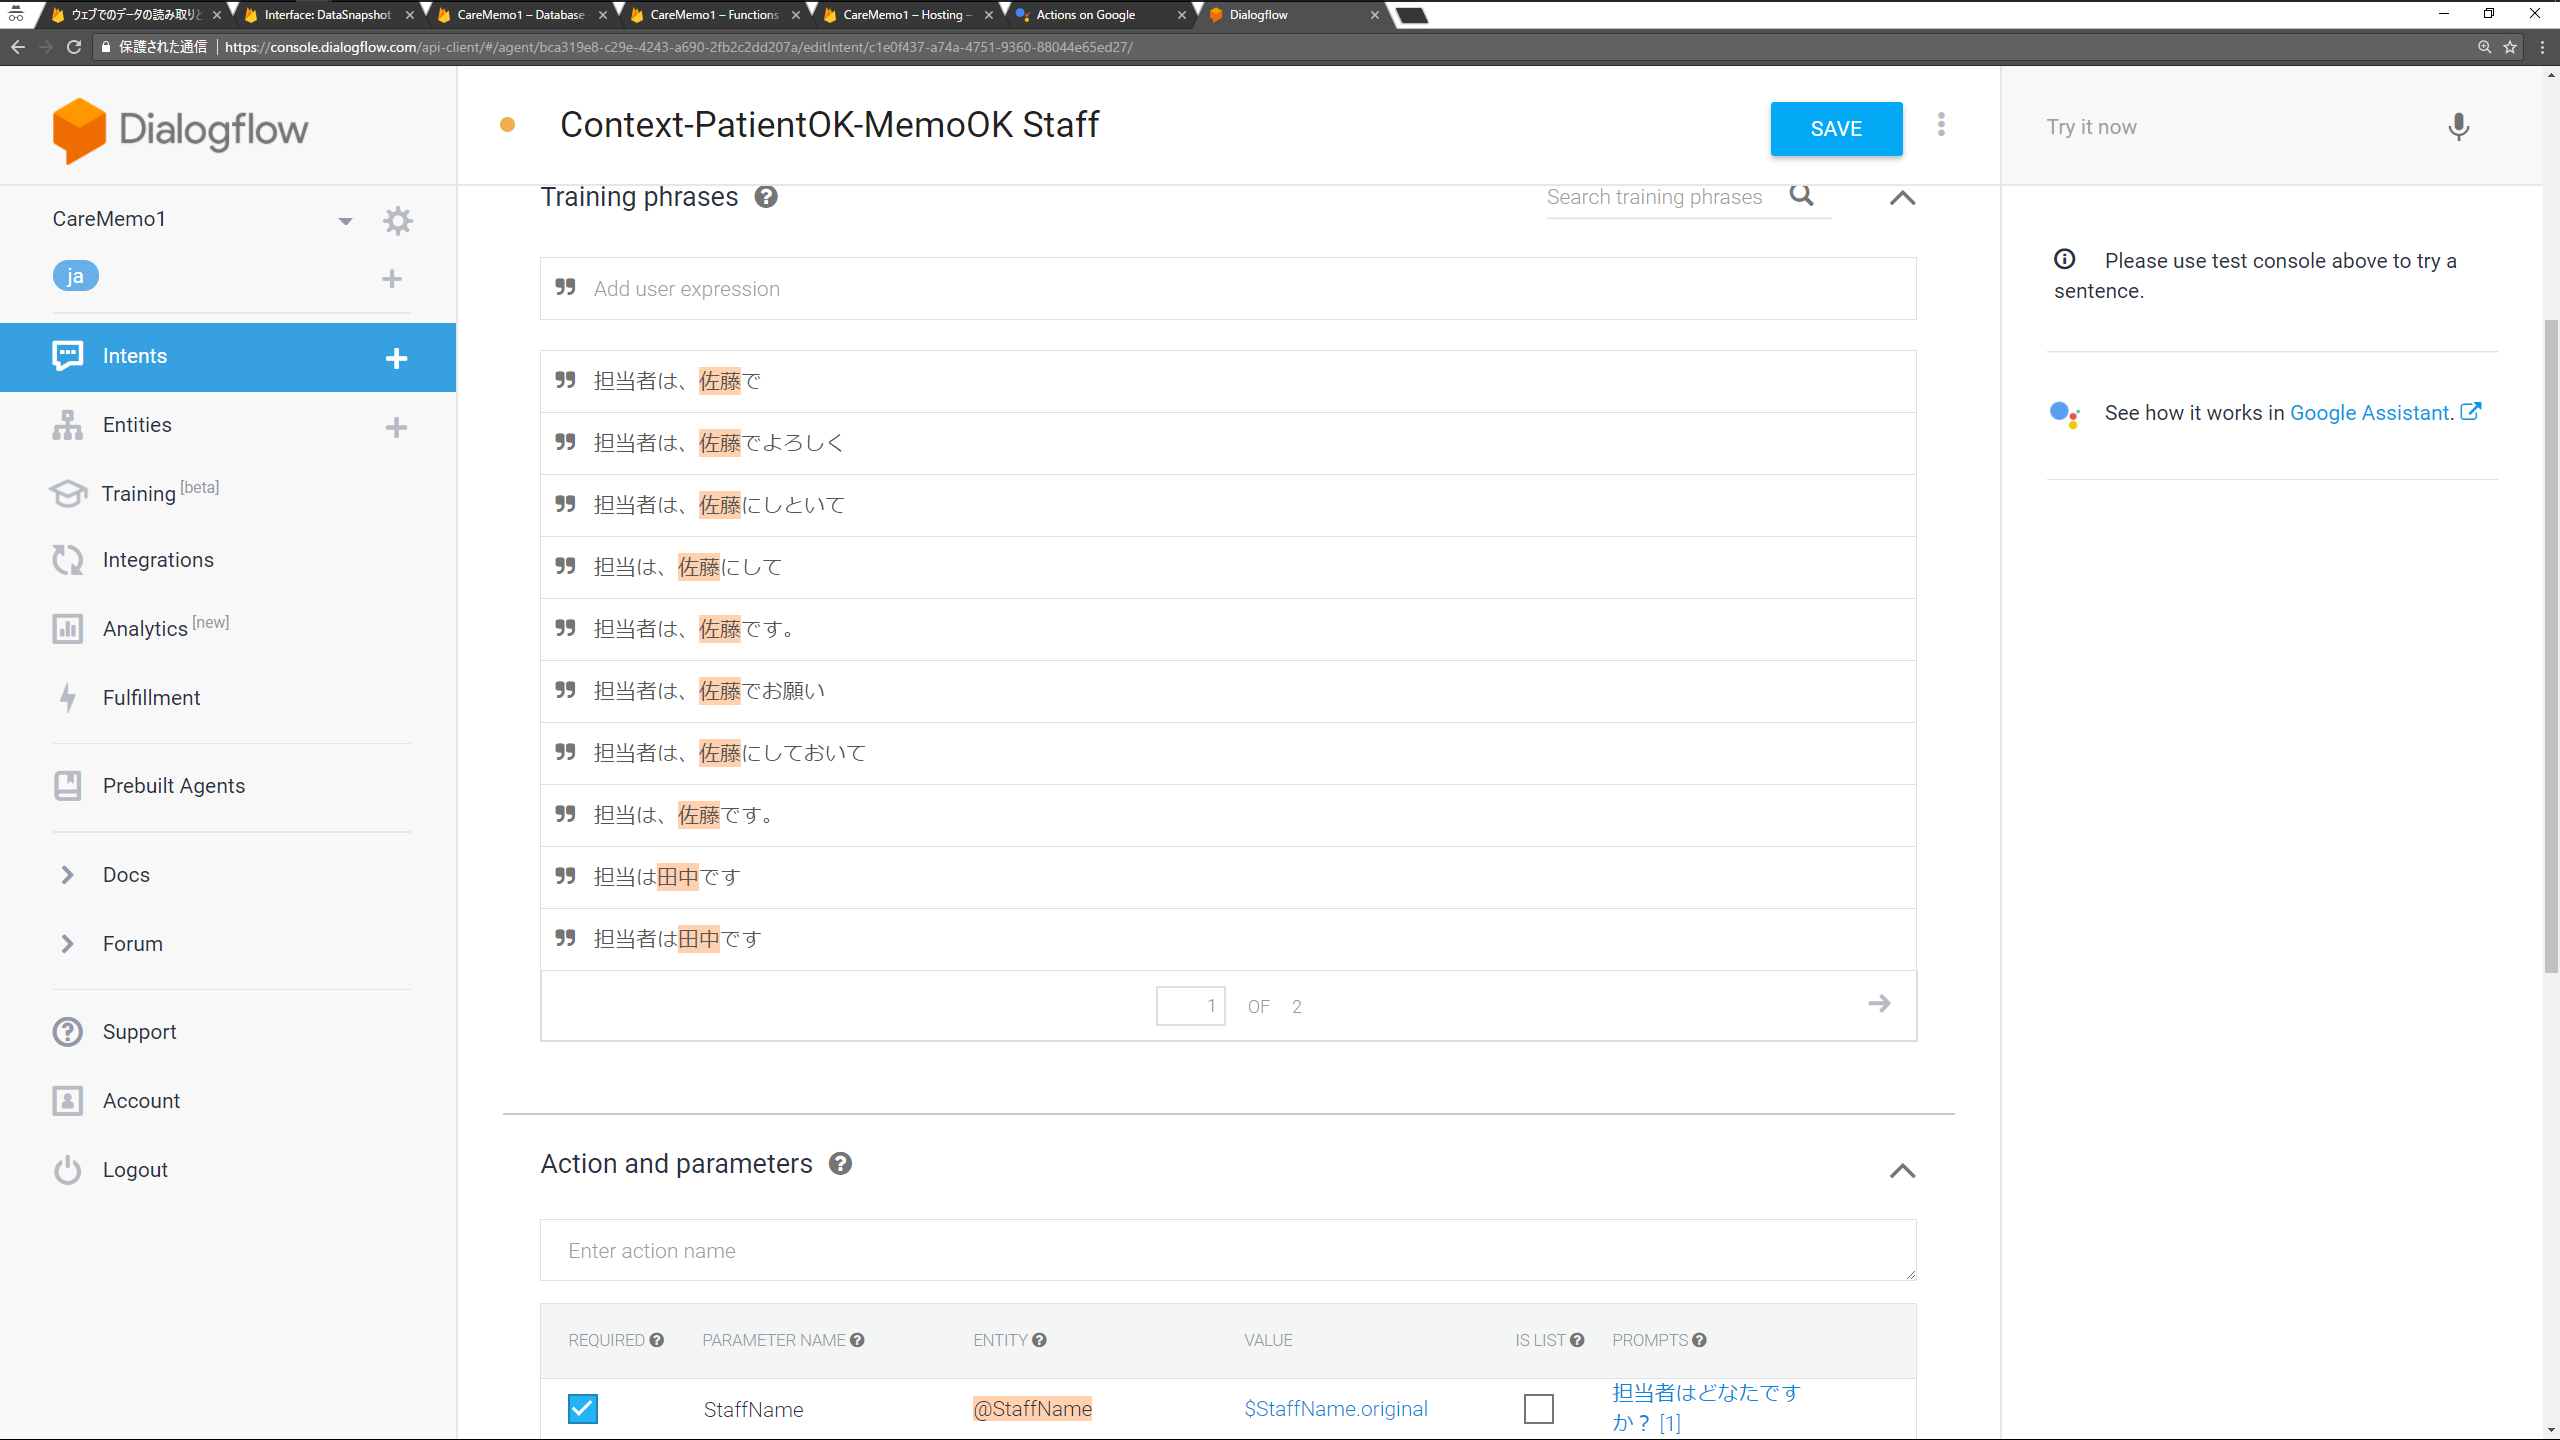 ウェブでのデータの読み取りと
Interface: DataSnapshot
CareMemo1 – Database -
CareMemo1 – Functions
CareMemo1 – Hosting –
Actions on Google
Dialogflow
保護された通信
https://console.dialogflow.com/api-client/#/agent/bca319e8-c29e-4243-a690-2fb2c2dd207a/editIntent/c1e0f437-a74a-4751-9360-88044e65ed27/
Dialogflow
CareMemo1
ja
Intents
Entities
Training [beta]
Integrations
Analytics [new]
Fulfillment
Prebuilt Agents
Docs
Forum
Support
Account
Logout
Context-PatientOK-MemoOK Staff
SAVE
Training phrases
Search training phrases
Add user expression
担当者は、佐藤で
担当者は、佐藤でよろしく
担当者は、佐藤にしといて
担当は、佐藤にして
担当者は、佐藤です。
担当者は、佐藤でお願い
担当者は、佐藤にしておいて
担当は、佐藤です。
担当は田中です
担当者は田中です
1 OF 2
Action and parameters
Enter action name
REQUIRED PARAMETER NAME ENTITY VALUE IS LIST PROMPTS
StaffName @StaffName $StaffName.original 担当者はどなたです
か？ [1]
Try it now
Please use test console above to try a
sentence.
See how it works in Google Assistant.